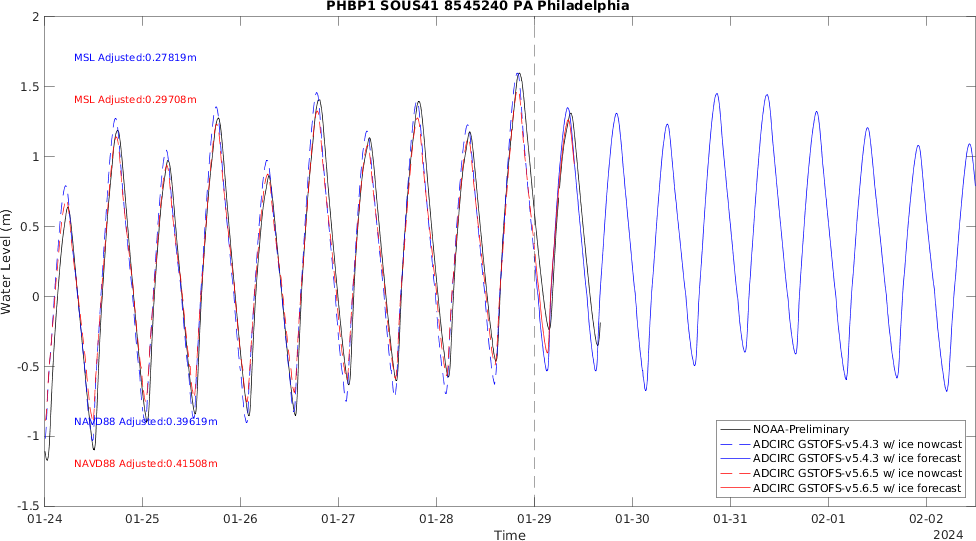 PHBP1 SOUS41 8545240 PA Philadelphia
2
1.5
1
0.5
0
-0.5
-1
-1.5
Water Level (m)
MSL Adjusted:0.27819m
MSL Adjusted:0.29708m
NAVD88 Adjusted:0.39619m
NAVD88 Adjusted:0.41508m
NOAA-Preliminary
ADCIRC GSTOFS-v5.4.3 w/ ice nowcast
ADCIRC GSTOFS-v5.4.3 w/ ice forecast
ADCIRC GSTOFS-v5.6.5 w/ ice nowcast
ADCIRC GSTOFS-v5.6.5 w/ ice forecast
01-24 01-25 01-26 01-27 01-28 01-29 01-30 01-31 02-01 02-02
Time
2024